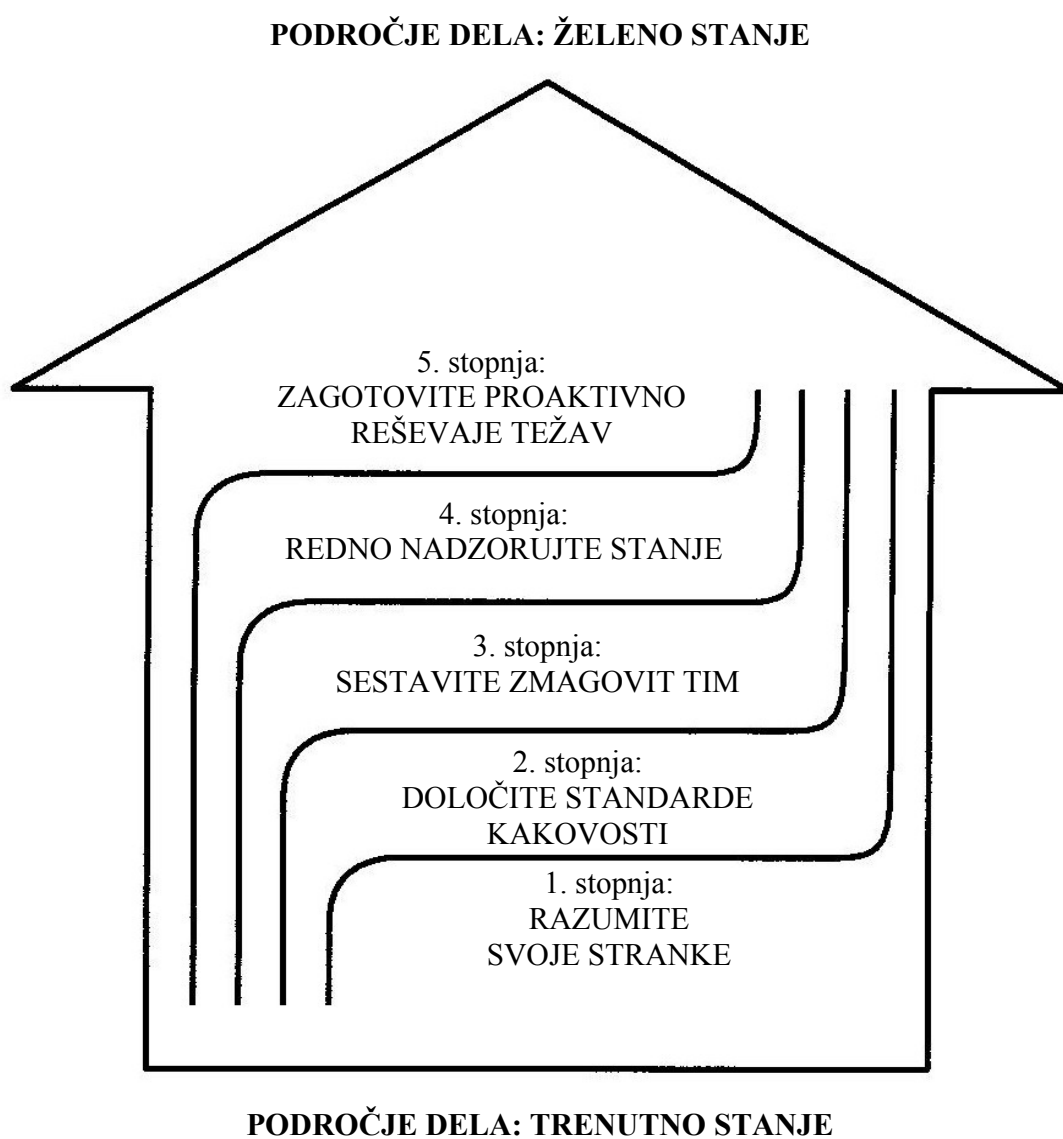 PODROČJE DELA: ŽELENO STANJE
5. stopnja:
ZAGOTOVITE PROAKTIVNO
REŠEVAJE TEŽAV
4. stopnja:
REDNO NADZORUJTE STANJE
3. stopnja:
SESTAVITE ZMAGOVIT TIM
2. stopnja:
DOLOČITE STANDARDE
KAKOVOSTI
1. stopnja:
RAZUMITE
SVOJE STRANKE
PODROČJE DELA: TRENUTNO STANJE